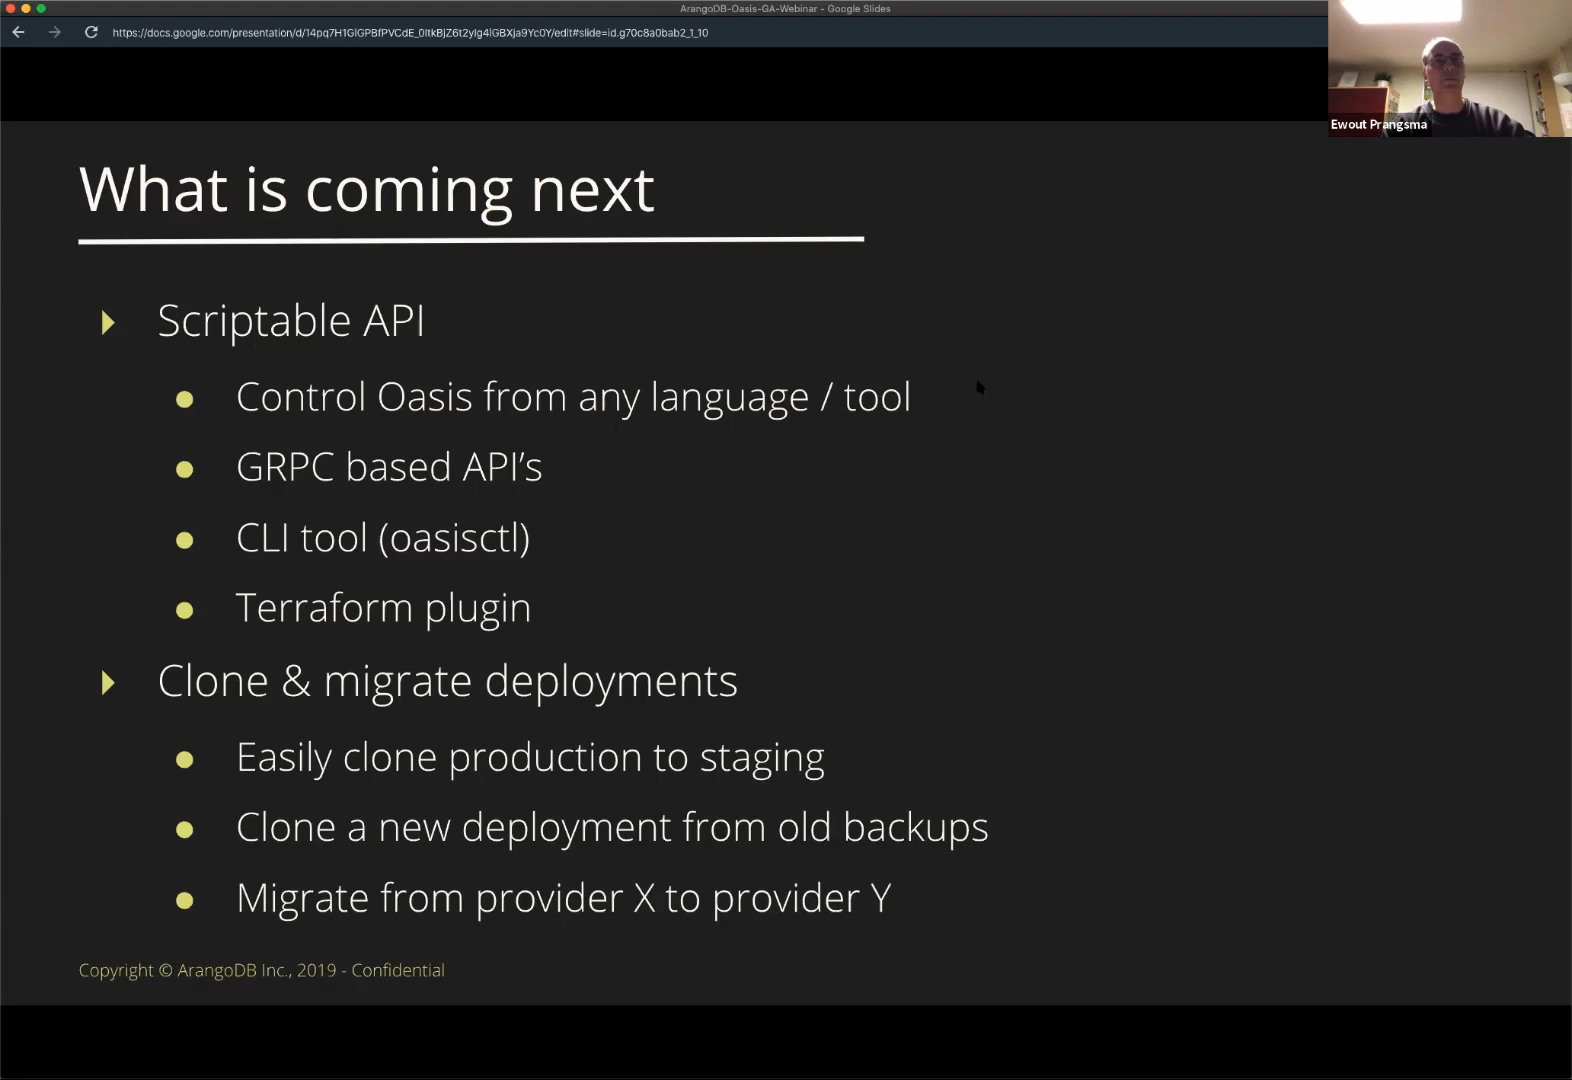 ArangoDB-Oasis-GA-Webinar - Google Slides
https://docs.google.com/presentation/d/14pq7H1GlGPBfPVCdE_0ItkBjZ6t2yIg4lGBXja9Yc0Y/edit#slide=id.g70c8a0bab2_1_10
Ewout Prangsma
What is coming next
Scriptable API
Control Oasis from any language / tool
GRPC based API’s
CLI tool (oasisctl)
Terraform plugin
Clone & migrate deployments
Easily clone production to staging
Clone a new deployment from old backups
Migrate from provider X to provider Y
Copyright © ArangoDB Inc., 2019 - Confidential